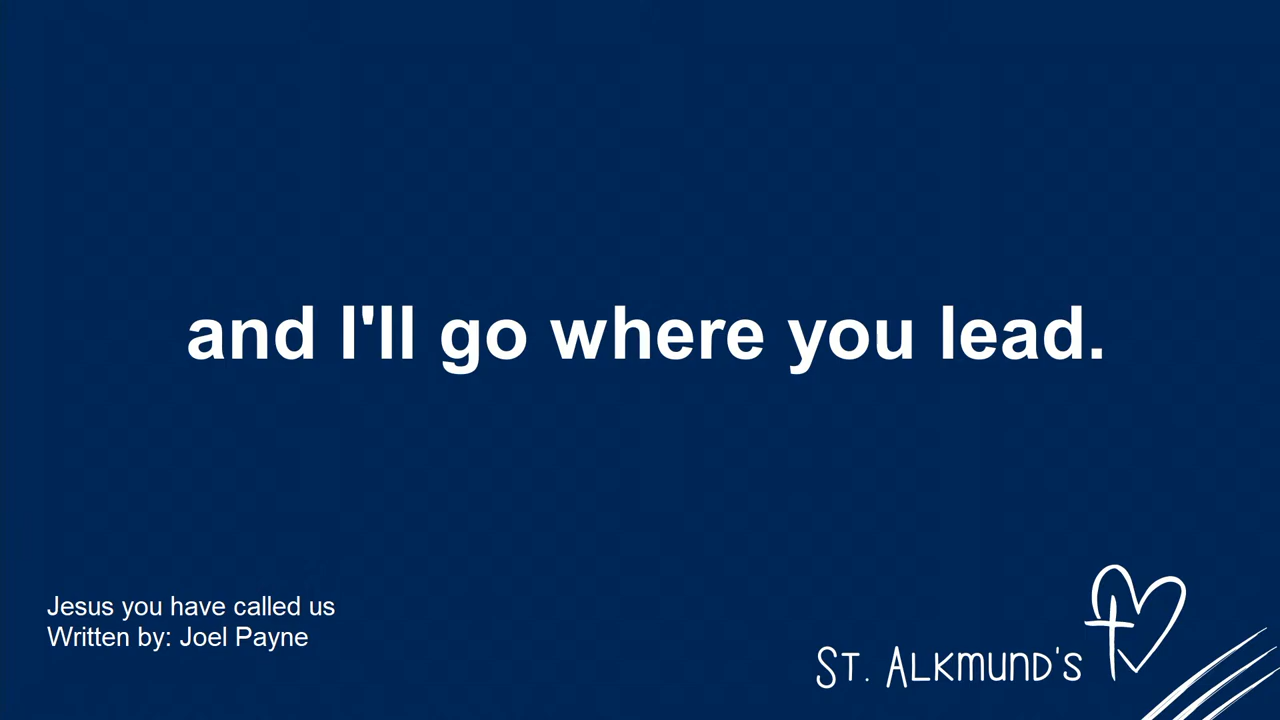 and I'll go where you lead.
Jesus you have called us
Written by: Joel Payne
St. Alkmund's